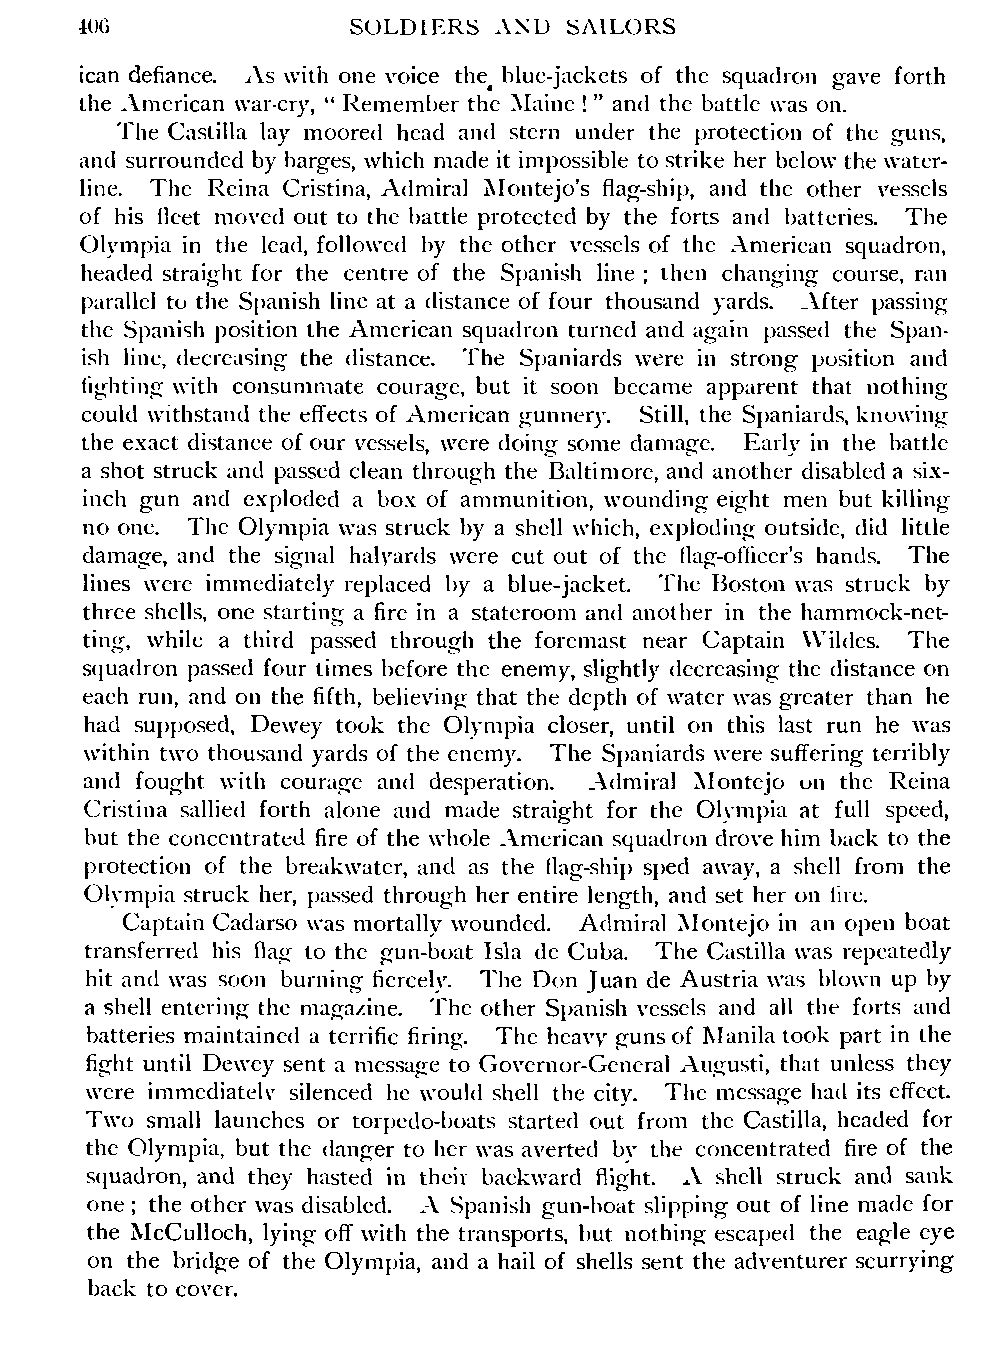 406 SOLDIERS AND SAILORS
ican defiance. As with one voice the blue-jackets of the squadron gave forth
the American war-cry, “ Remember the Maine ! ” and the battle was on.
The Castilla lay moored head and stern under the protection of the guns,
and surrounded by barges, which made it impossible to strike her below the water-
line. The Reina Cristina, Admiral Montejo's flag-ship, and the other vessels
of his fleet moved out to the battle protected by the forts and batteries. The
Olympia in the lead, followed by the other vessels of the American squadron,
headed straight for the centre of the Spanish line ; then changing course, ran
parallel to the Spanish line at a distance of four thousand yards. After passing
the Spanish position the American squadron turned and again passed the Span-
ish line, decreasing the distance. The Spaniards were in strong position and
fighting with consummate courage, but it soon became apparent that nothing
could withstand the effects of American gunnery. Still, the Spaniards, knowing
the exact distance of our vessels, were doing some damage. Early in the battle
a shot struck and passed clean through the Baltimore, and another disabled a six-
inch gun and exploded a box of ammunition, wounding eight men but killing
no one. The Olympia was struck by a shell which, exploding outside, did little
damage, and the signal halyards were cut out of the flag-officer's hands. The
lines were immediately replaced by a blue-jacket. The Boston was struck by
three shells, one starting a fire in a stateroom and another in the hammock-net-
ting, while a third passed through the foremast near Captain Wildes. The
squadron passed four times before the enemy, slightly decreasing the distance on
each run, and on the fifth, believing that the depth of water was greater than he
had supposed, Dewey took the Olympia closer, until on this last run he was
within two thousand yards of the enemy. The Spaniards were suffering terribly
and fought with courage and desperation. Admiral Montejo on the Reina
Cristina sallied forth alone and made straight for the Olympia at full speed,
but the concentrated fire of the whole American squadron drove him back to the
protection of the breakwater, and as the flag-ship sped away, a shell from the
Olympia struck her, passed through her entire length, and set her on fire.
Captain Cadarso was mortally wounded. Admiral Montejo in an open boat
transferred his flag to the gun-boat Isla de Cuba. The Castilla was repeatedly
hit and was soon burning fiercely. The Don Juan de Austria was blown up by
a shell entering the magazine. The other Spanish vessels and all the forts and
batteries maintained a terrific firing. The heavy guns of Manila took part in the
fight until Dewey sent a message to Governor-General Augusti, that unless they
were immediately silenced he would shell the city. The message had its effect.
Two small launches or torpedo-boats started out from the Castilla, headed for
the Olympia, but the danger to her was averted by the concentrated fire of the
squadron, and they hasted in their backward flight. A shell struck and sank
one ; the other was disabled. A Spanish gun-boat slipping out of line made for
the McCulloch, lying off with the transports, but nothing escaped the eagle eye
on the bridge of the Olympia, and a hail of shells sent the adventurer scurrying
back to cover.